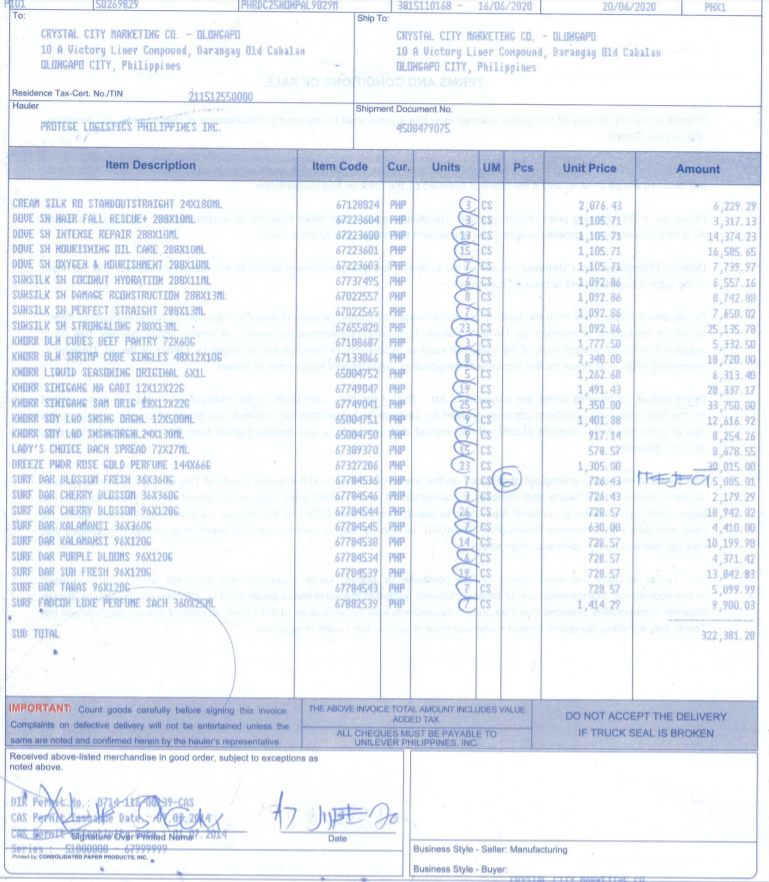 P101 50269829 PHRDC25MOMPAL9829M 3815110168 - 16/06/2020 20/06/2020 PHX1
To: Ship To:
CRYSTAL CITY MARKETING CO. - OLONGAPO CRYSTAL CITY MARKETING CO. - OLONGAPO
10 A Victory Liner Compound, Barangay Old Cabalan 10 A Victory Liner Compound, Barangay Old Cabalan
OLONGAPO CITY, Philippines OLONGAPO CITY, Philippines
Residence Tax-Cert. No./TIN 211512550000
Hauler Shipment Document No.
PROTEGE LOGISTICS PHILIPPINES INC. 4508479075
Item Description Item Code Cur. Units UM Pcs Unit Price Amount
CREAM SILK RO STANDOUTSTRAIGHT 24X180ML 67128824 PHP 3 CS 2,076.43 6,229.29
DOVE SH HAIR FALL RESCUE+ 288X10ML 67223604 PHP 3 CS 1,105.71 3,317.13
DOVE SH INTENSE REPAIR 288X10ML 67223600 PHP 13 CS 1,105.71 14,374.23
DOVE SH NOURISHING OIL CARE 288X10ML 67223601 PHP 15 CS 1,105.71 16,585.65
DOVE SH OXYGEN & NOURISHMENT 288X10ML 67223603 PHP 7 CS 1,105.71 7,739.97
SUNSILK SH COCONUT HYDRATION 288X11ML 67737495 PHP 6 CS 1,092.86 6,557.16
SUNSILK SH DAMAGE RCONSTRUCTION 288X13ML 67022557 PHP 8 CS 1,092.86 8,742.88
SUNSILK SH PERFECT STRAIGHT 288X13ML 67022565 PHP 7 CS 1,092.86 7,650.02
SUNSILK SH STRONG&LONG 288X13ML 67655820 PHP 23 CS 1,092.86 25,135.78
KNORR BLN CUBES BEEF PANTRY 72X60G 67108687 PHP 3 CS 1,777.50 5,332.50
KNORR BLN SHRIMP CUBE SINGLES 48X12X10G 67133066 PHP 8 CS 2,340.00 18,720.00
KNORR LIQUID SEASONING ORIGINAL 6X1L 65004752 PHP 5 CS 1,262.68 6,313.40
KNORR SINIGANG NA GABI 12X12X22G 67749047 PHP 19 CS 1,491.43 28,337.17
KNORR SINIGANG SAM ORIG 12X12X22G 67749041 PHP 25 CS 1,350.00 33,750.00
KNORR SOY LQD SNSNG ORGNL 12X500ML 65004751 PHP 9 CS 1,401.88 12,616.92
KNORR SOY LQD SNSNGORGNL24X130ML 65004750 PHP 9 CS 917.14 8,254.26
LADY'S CHOICE BACN SPREAD 72X27ML 67389370 PHP 15 CS 578.57 8,678.55
BREEZE PWDR ROSE GOLD PERFUME 144X66G 67327206 PHP 23 CS 1,305.00 30,015.00
SURF BAR BLOSSOM FRESH 36X360G 67784536 PHP 7 CS 6 726.43 5,085.01
SURF BAR CHERRY BLOSSOM 36X360G 67784546 PHP 3 CS 726.43 2,179.29
SURF BAR CHERRY BLOSSOM 96X120G 67784544 PHP 26 CS 728.57 18,942.82
SURF BAR KALAMANSI 36X360G 67784545 PHP 7 CS 630.00 4,410.00
SURF BAR KALAMANSI 96X120G 67784538 PHP 14 CS 728.57 10,199.98
SURF BAR PURPLE BLOOMS 96X120G 67784534 PHP 6 CS 728.57 4,371.42
SURF BAR SUN FRESH 96X120G 67784539 PHP 19 CS 728.57 13,842.83
SURF BAR TAWAS 96X120G 67784543 PHP 7 CS 728.57 5,099.99
SURF FABCON LUXE PERFUME SACH 360X25ML 67882539 PHP 7 CS 1,414.29 9,900.03
SUB TOTAL 322,381.28
IMPORTANT: Count goods carefully before signing this invoice.
Complaints on defective delivery will not be entertained unless the
same are noted and confirmed herein by the hauler's representative.
THE ABOVE INVOICE TOTAL AMOUNT INCLUDES VALUE
ADDED TAX.
ALL CHEQUES MUST BE PAYABLE TO
UNILEVER PHILIPPINES, INC.
DO NOT ACCEPT THE DELIVERY
IF TRUCK SEAL IS BROKEN
Received above-listed merchandise in good order, subject to exceptions as
noted above.
BIR Permit No.: 0714-116-00239-CAS
CAS Permit Issuance Date : 07.08.2014
Signature Over Printed Name Date
Series : 51000000 - 67999999
Printed by: CONSOLIDATED PAPER PRODUCTS, INC.
Business Style - Seller: Manufacturing
Business Style - Buyer:
CRYSTAL CITY MARKETING CO